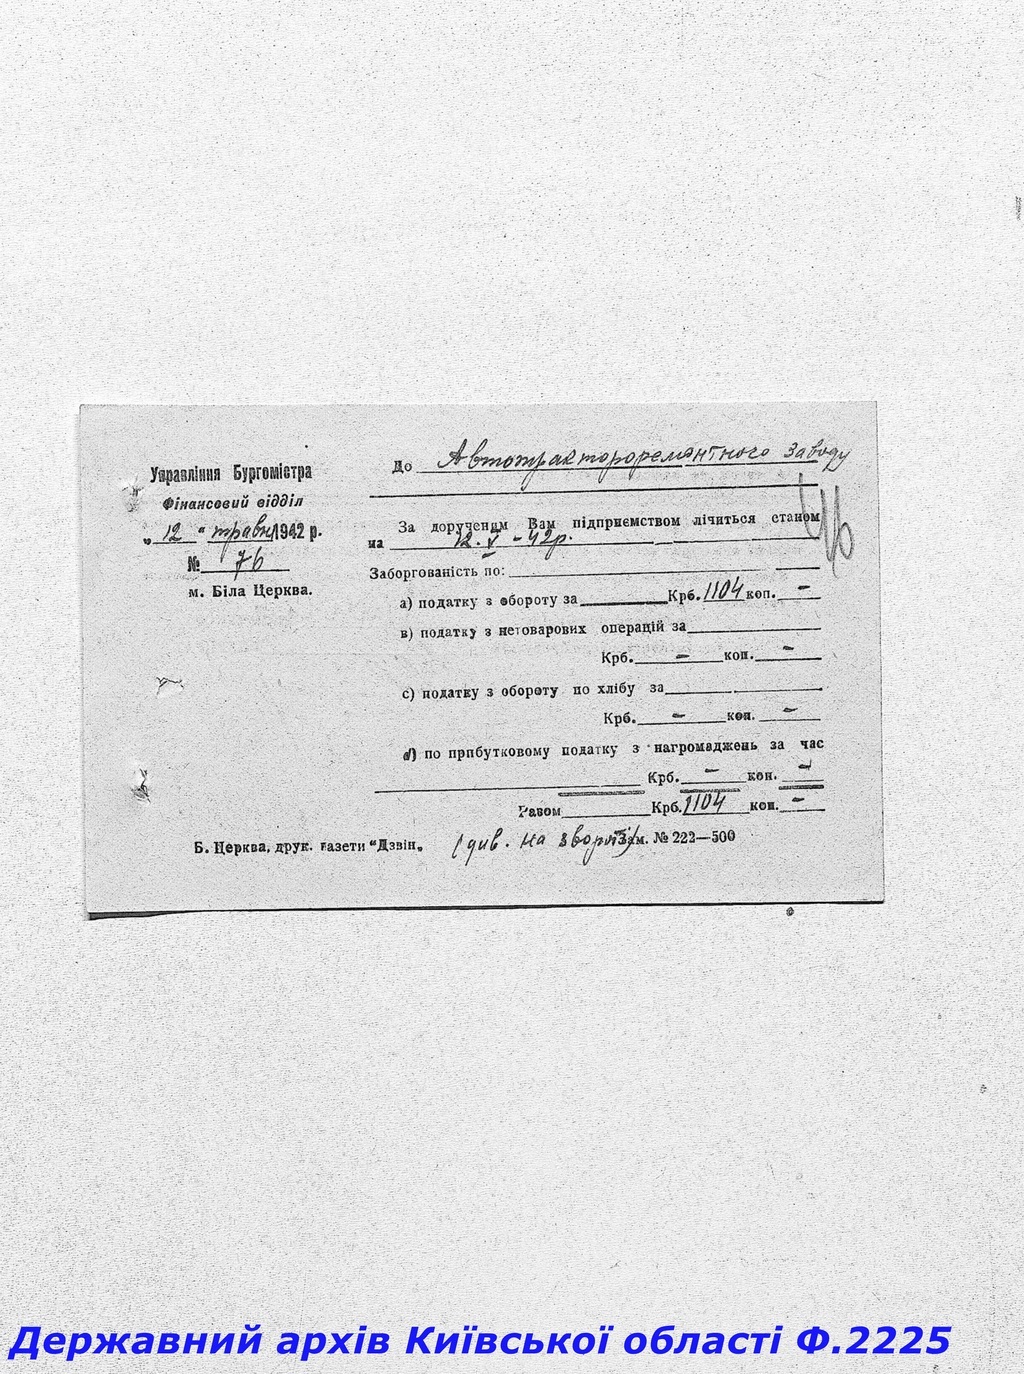 Управління Бургомістра
Фінансовий відділ
„ 12 “ травня 1942 р.
№ 76
м. Біла Церква.
До Автотрактороремонтного заводу
46
За дорученим Вам підприємством лічиться станом
на 12. V - 42р.
Заборгованість по:
а) податку з обороту за Крб. 1104 коп. -
в) податку з нетоварових операцій за
Крб. - коп. -
с) податку з обороту по хлібу за
Крб. - коп. -
d) по прибутковому податку з нагромаджень за час
Крб. - коп. -
Разом Крб. 1104 коп. -
Б. Церква, друк. газети “Дзвін„ (див. на звороті) Зам. № 222—500
Державний архів Київської області Ф.2225